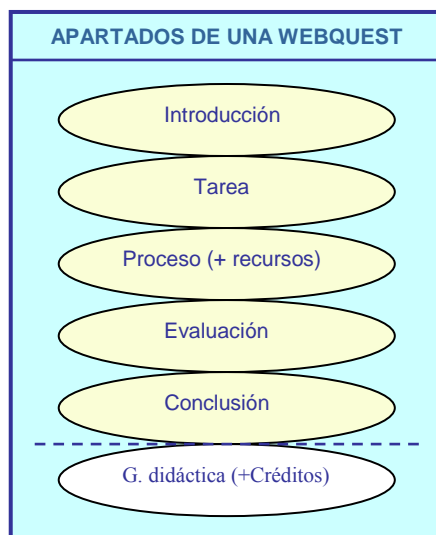 APARTADOS DE UNA WEBQUEST
Introducción
Tarea
Proceso (+ recursos)
Evaluación
Conclusión
G. didáctica (+Créditos)